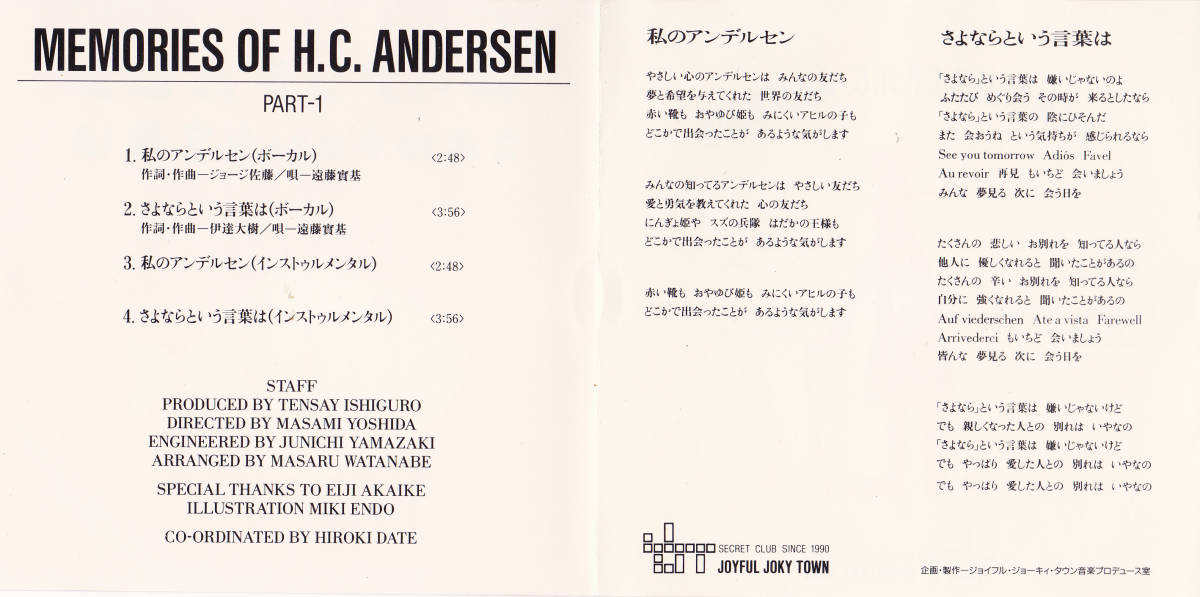 MEMORIES OF H.C. ANDERSEN
PART-1
1. 私のアンデルセン(ボーカル) 〈2:48〉
作詞・作曲―ジョージ佐藤／唄―遠藤實基
2. さよならという言葉は(ボーカル) 〈3:56〉
作詞・作曲―伊達大樹／唄―遠藤實基
3. 私のアンデルセン(インストゥルメンタル) 〈2:48〉
4. さよならという言葉は(インストゥルメンタル) 〈3:56〉
STAFF
PRODUCED BY TENSAY ISHIGURO
DIRECTED BY MASAMI YOSHIDA
ENGINEERED BY JUNICHI YAMAZAKI
ARRANGED BY MASARU WATANABE
SPECIAL THANKS TO EIJI AKAIKE
ILLUSTRATION MIKI ENDO
CO-ORDINATED BY HIROKI DATE
私のアンデルセン
やさしい心のアンデルセンは みんなの友だち
夢と希望を与えてくれた 世界の友だち
赤い靴も おやゆび姫も みにくいアヒルの子も
どこかで出会ったことが あるような気がします
みんなの知ってるアンデルセンは やさしい友だち
愛と勇気を教えてくれた 心の友だち
にんぎょ姫や スズの兵隊 はだかの王様も
どこかで出会ったことが あるような気がします
赤い靴も おやゆび姫も みにくいアヒルの子も
どこかで出会ったことが あるような気がします
SECRET CLUB SINCE 1990
JOYFUL JOKY TOWN
さよならという言葉は
「さよなら」という言葉は 嫌いじゃないのよ
ふたたび めぐり会う その時が 来るとしたなら
「さよなら」という言葉の 陰にひそんだ
また 会おうね という気持ちが 感じられるなら
See you tomorrow Adiôs Favel
Au revoir 再見 もいちど 会いましょう
みんな 夢見る 次に 会う日を
たくさんの 悲しい お別れを 知ってる人なら
他人に 優しくなれると 聞いたことがあるの
たくさんの 辛い お別れを 知ってる人なら
自分に 強くなれると 聞いたことがあるの
Auf viederschen Ate a vista Farewell
Arrivederci もいちど 会いましょう
皆んな 夢見る 次に 会う日を
「さよなら」という言葉は 嫌いじゃないけど
でも 親しくなった人との 別れは いやなの
「さよなら」という言葉は 嫌いじゃないけど
でも やっぱり 愛した人との 別れは いやなの
でも やっぱり 愛した人との 別れは いやなの
企画・製作―ジョイフル・ジョーキィ・タウン音楽プロデュース室